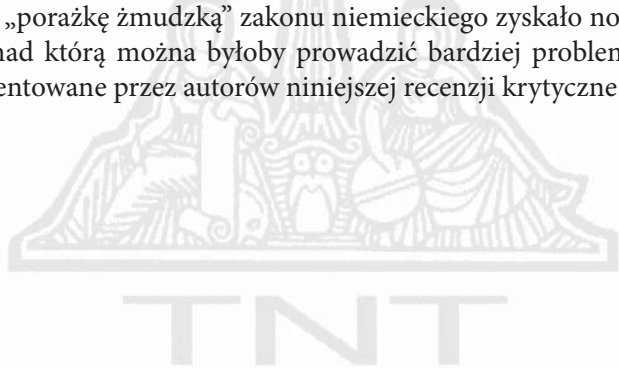 „porażkę żmudzką” zakonu niemieckiego zyskało no
nad którą można byłoby prowadzić bardziej problem
entowane przez autorów niniejszej recenzji krytyczne
TNT